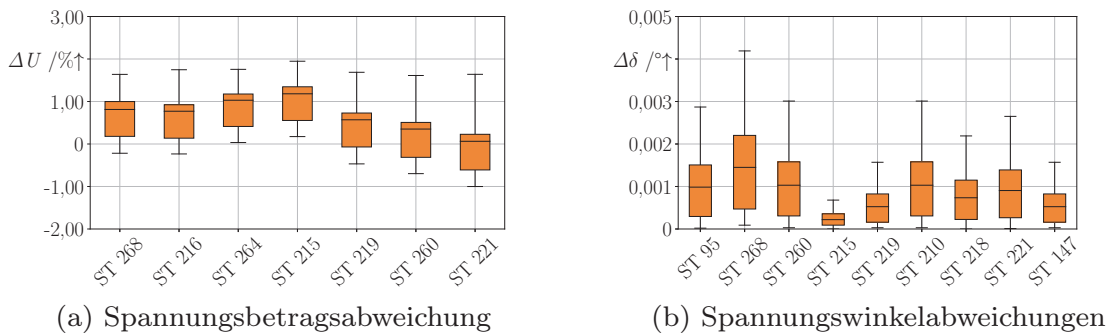 3,00
ΔU /%↑
1,00
0
-1,00
-2,00
ST 268
ST 216
ST 264
ST 215
ST 219
ST 260
ST 221
(a) Spannungsbetragsabweichung
0,005
Δδ /°↑
0,003
0,002
0,001
0
ST 95
ST 268
ST 260
ST 215
ST 219
ST 210
ST 218
ST 221
ST 147
(b) Spannungswinkelabweichungen